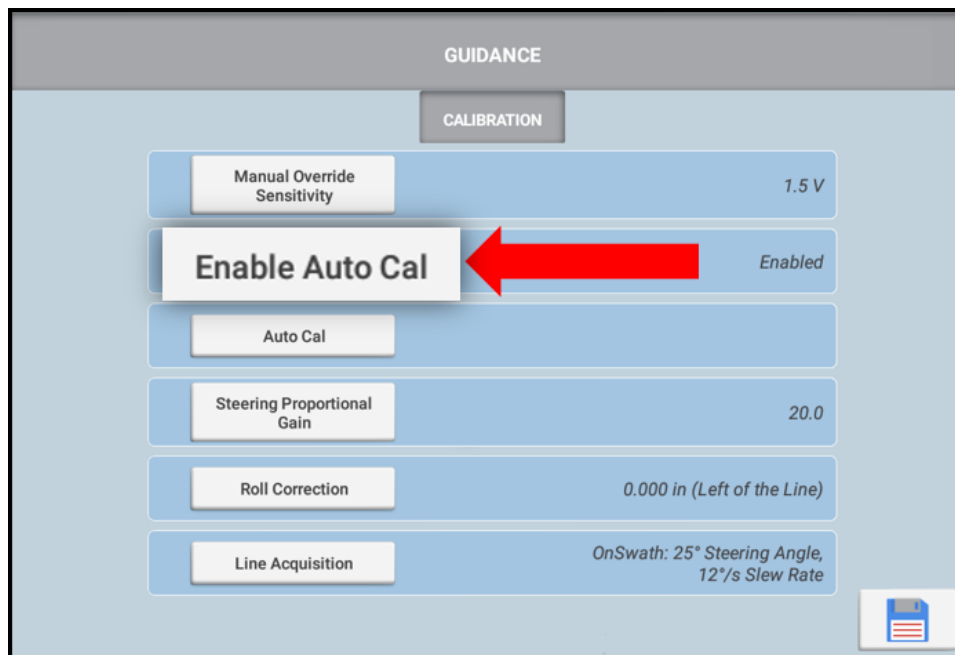 GUIDANCE
CALIBRATION
Manual Override
Sensitivity
1.5 V
Enable Auto Cal
Enabled
Auto Cal
Steering Proportional
Gain
20.0
Roll Correction
0.000 in (Left of the Line)
Line Acquisition
OnSwath: 25° Steering Angle,
12°/s Slew Rate